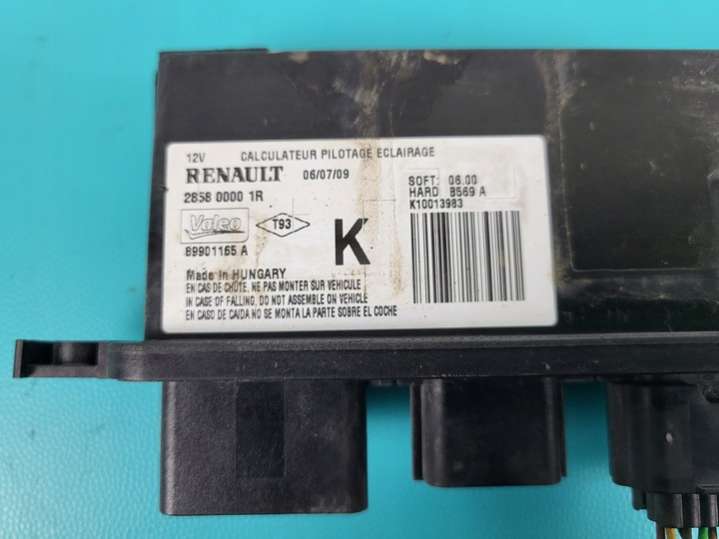 12V CALCULATEUR PILOTAGE ECLAIRAGE
RENAULT 06/07/09
2858 0000 1R
SOFT: 06.00
HARD B569 A
K10013983
Valeo
T93
K
89901165 A
Made in HUNGARY
EN CAS DE CHUTE, NE PAS MONTER SUR VEHICULE
IN CASE OF FALLING, DO NOT ASSEMBLE ON VEHICLE
EN CASO DE CAIDA NO SE MONTA LA PARTE SOBRE EL COCHE